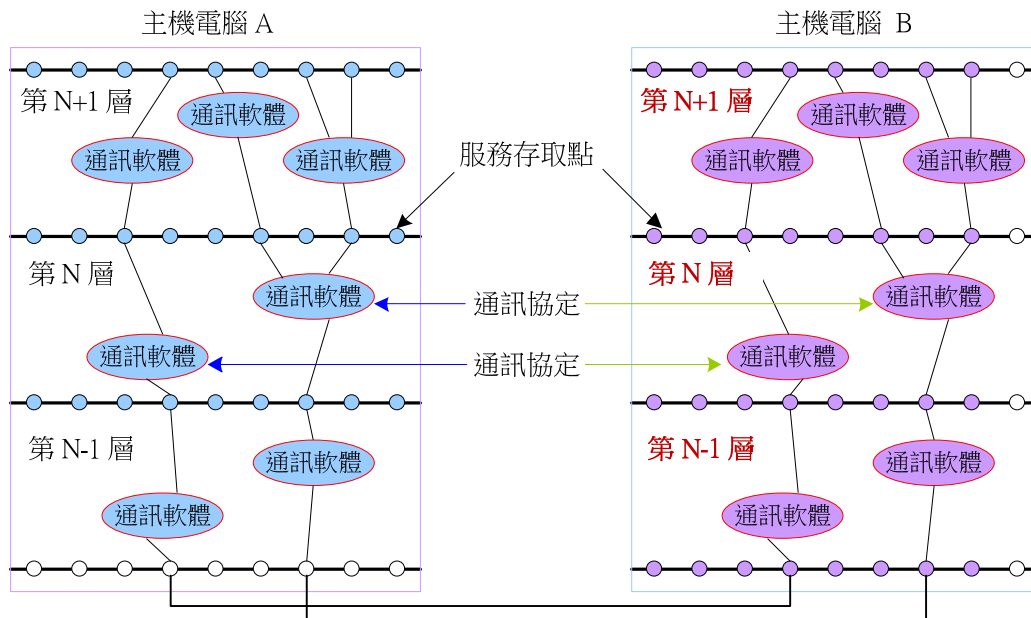 主機電腦 A
主機電腦 B
第 N+1 層
通訊軟體
通訊軟體
通訊軟體
第 N+1 層
通訊軟體
通訊軟體
通訊軟體
服務存取點
第 N 層
通訊軟體
通訊軟體
第 N 層
通訊軟體
通訊軟體
通訊協定
通訊協定
第 N-1 層
通訊軟體
通訊軟體
第 N-1 層
通訊軟體
通訊軟體